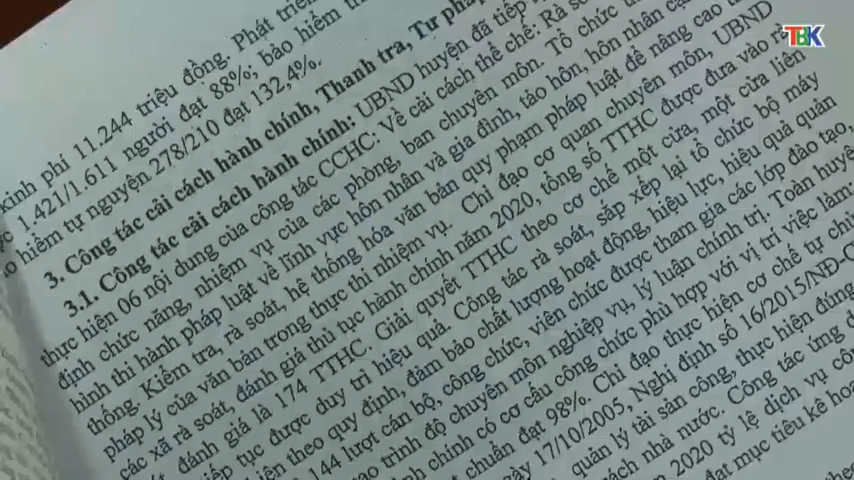 TBK
kinh phí 11.244 triệu đồng. Phát triển
1.421/1.611 người đạt 88%; bảo hiểm
hiểm tự nguyện 278/210 đạt 132,4%.
3. Công tác cải cách hành chính, Thanh tra, Tư pháp
3.1. Công tác cải cách hành chính: UBND huyện đã tiếp
thực hiện 06 nội dung của công tác CCHC: Về cải cách thể chế: Rà
định chức năng, nhiệm vụ của các phòng, ban chuyên môn. Tổ chức
hình thi hành pháp luật về lĩnh vực hôn nhân và gia đình, tảo hôn, hôn nhân
thống. Kiểm tra, rà soát, hệ thống hóa văn bản quy phạm pháp luật để nâng cao
pháp lý của văn bản trong thực thi nhiệm vụ. Chỉ đạo cơ quan chuyên môn, UBND
các xã rà soát, đánh giá thủ tục hành chính năm 2020, tổng số TTHC được đưa vào
đánh giá là 174 TTHC. Giải quyết TTHC theo cơ chế một cửa, một cửa liên
tiếp tục được duy trì hiệu quả. Công tác rà soát, sắp xếp lại tổ chức bộ máy
theo quy định, đảm bảo chất lượng hoạt động, hiệu lực, hiệu quả quản
144 lượt cán bộ, công chức, viên chức được tham gia các lớp đào tạo,
trình độ chuyên môn nghiệp vụ, lý luận chính trị. Toàn huyện
chính có cơ cấu công chức phù hợp với vị trí việc làm;
chuẩn đạt 98%. Chỉ đạo thực hiện cơ chế tự chủ
17/10/2005, Nghị định số 16/2015/NĐ-CP
quản lý tài sản công, thực hiện đúng
nhà nước. Công tác ứng
2020 tỷ lệ dịch vụ
đạt mục tiêu kế